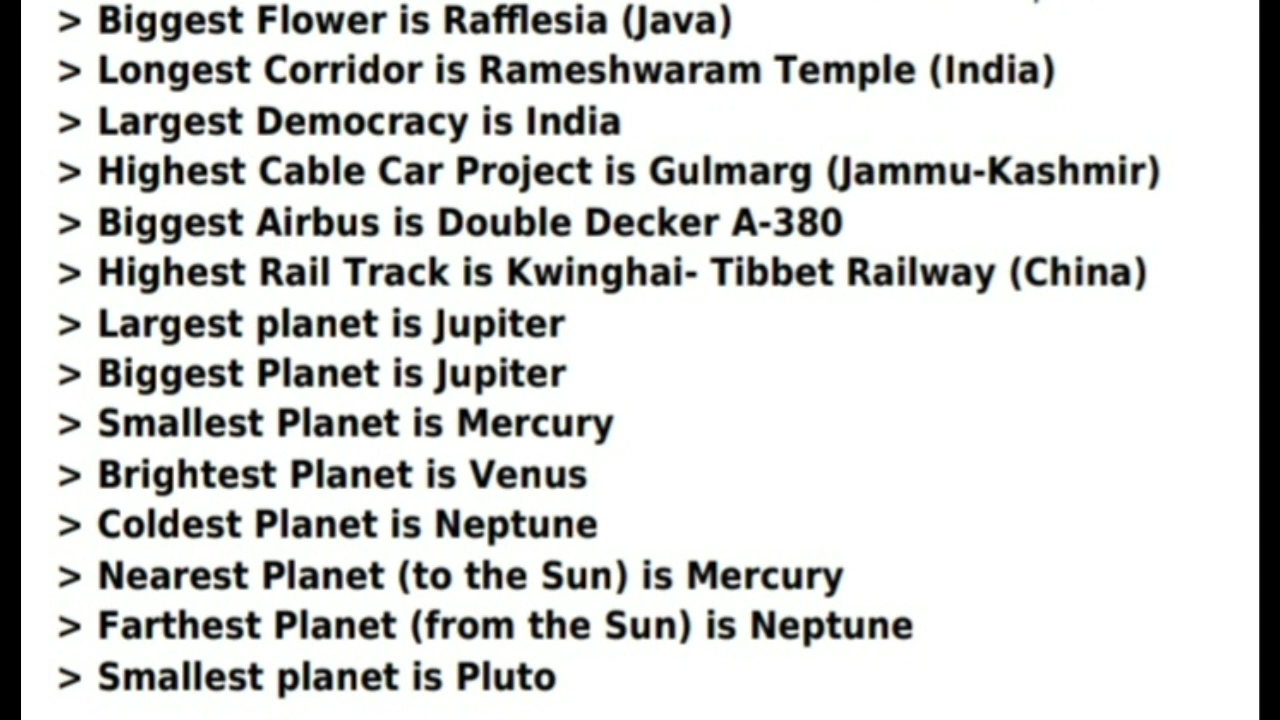 > Biggest Flower is Rafflesia (Java)
> Longest Corridor is Rameshwaram Temple (India)
> Largest Democracy is India
> Highest Cable Car Project is Gulmarg (Jammu-Kashmir)
> Biggest Airbus is Double Decker A-380
> Highest Rail Track is Kwinghai- Tibbet Railway (China)
> Largest planet is Jupiter
> Biggest Planet is Jupiter
> Smallest Planet is Mercury
> Brightest Planet is Venus
> Coldest Planet is Neptune
> Nearest Planet (to the Sun) is Mercury
> Farthest Planet (from the Sun) is Neptune
> Smallest planet is Pluto